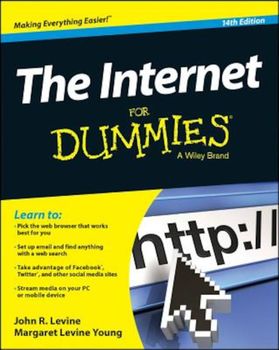 Making Everything Easier!™
14th Edition
The Internet
FOR
DUMMIES®
A Wiley Brand
Learn to:
• Pick the web browser that works
best for you
• Set up email and find anything
with a web search
• Take advantage of Facebook®,
Twitter®, and other social media sites
• Stream media on your PC
or mobile device
http://
John R. Levine
Margaret Levine Young